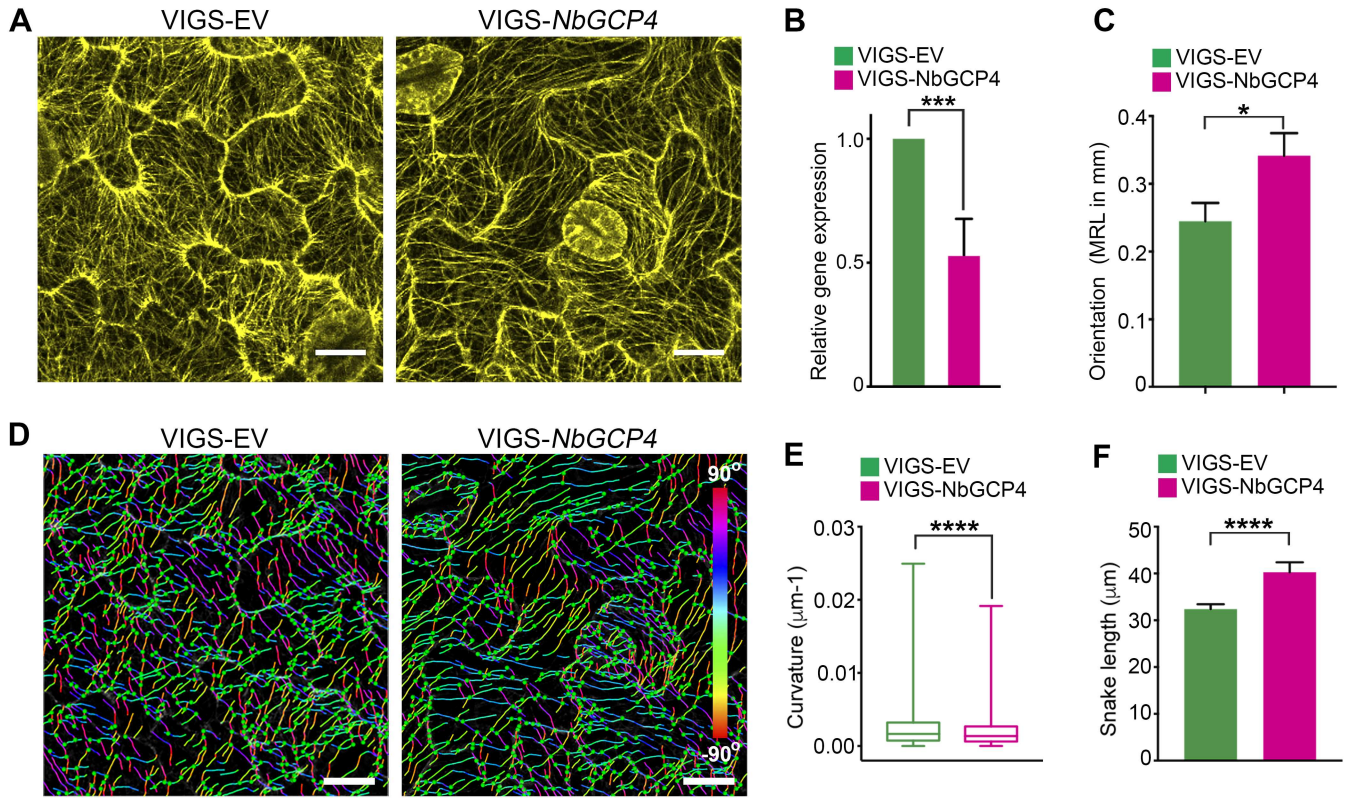 A
VIGS-EV
VIGS-NbGCP4
B
VIGS-EV
VIGS-NbGCP4
***
Relative gene expression
1.0
0.5
0
C
VIGS-EV
VIGS-NbGCP4
*
Orientation (MRL in mm)
0.4
0.3
0.2
0.1
0
D
VIGS-EV
VIGS-NbGCP4
90°
-90°
E
VIGS-EV
VIGS-NbGCP4
****
Curvature (μm-1)
0.03
0.02
0.01
0.00
F
VIGS-EV
VIGS-NbGCP4
****
Snake length (μm)
50
40
30
20
10
0